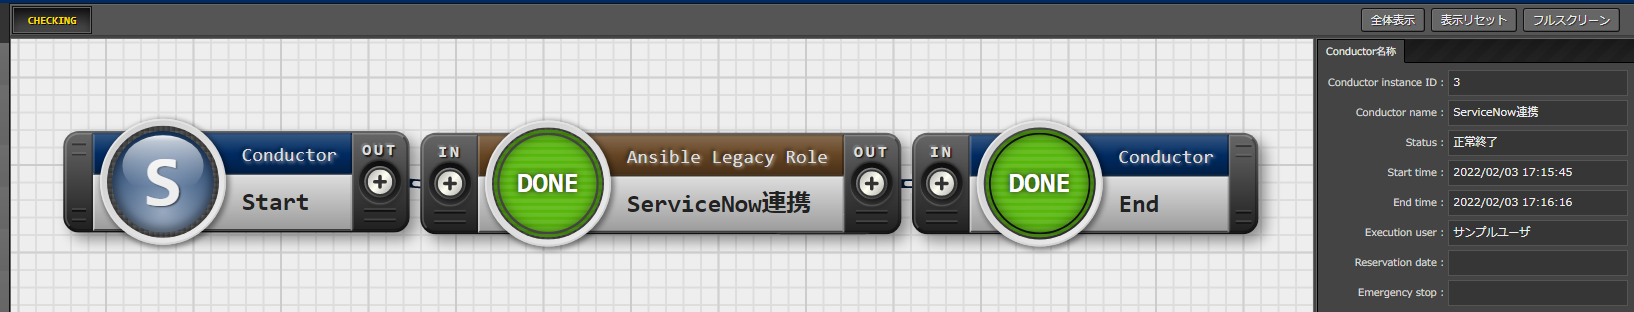 CHECKING
全体表示 表示リセット フルスクリーン
Conductor名称
Conductor instance ID : 3
Conductor name : ServiceNow連携
Status : 正常終了
Start time : 2022/02/03 17:15:45
End time : 2022/02/03 17:16:16
Execution user : サンプルユーザ
Reservation date :
Emergency stop :
S
Conductor
Start
OUT
IN
DONE
Ansible Legacy Role
ServiceNow連携
OUT
IN
DONE
Conductor
End